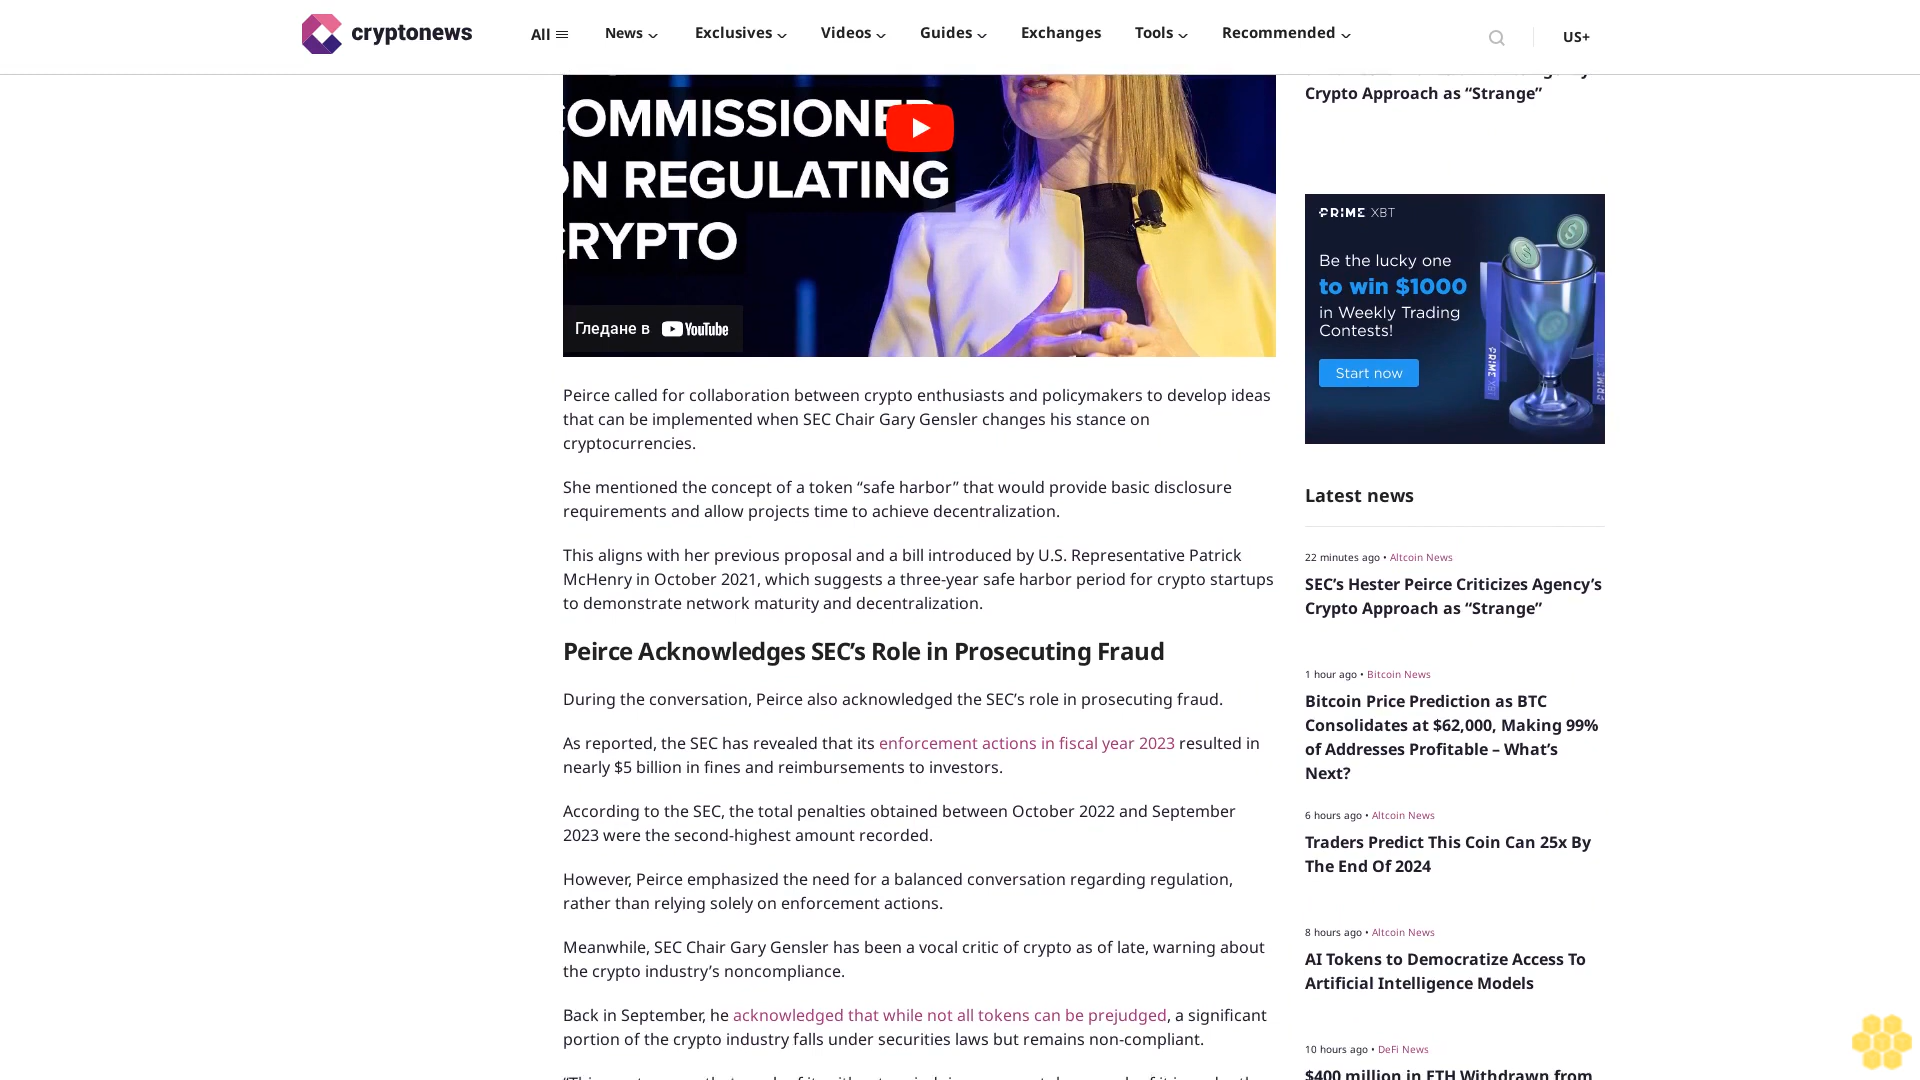 cryptonews
All
News
Exclusives
Videos
Guides
Exchanges
Tools
Recommended
US+
COMMISSIONER
ON REGULATING
CRYPTO
Гледане в YouTube
Peirce called for collaboration between crypto enthusiasts and policymakers to develop ideas
that can be implemented when SEC Chair Gary Gensler changes his stance on
cryptocurrencies.
She mentioned the concept of a token “safe harbor” that would provide basic disclosure
requirements and allow projects time to achieve decentralization.
This aligns with her previous proposal and a bill introduced by U.S. Representative Patrick
McHenry in October 2021, which suggests a three-year safe harbor period for crypto startups
to demonstrate network maturity and decentralization.
Peirce Acknowledges SEC’s Role in Prosecuting Fraud
During the conversation, Peirce also acknowledged the SEC’s role in prosecuting fraud.
As reported, the SEC has revealed that its enforcement actions in fiscal year 2023 resulted in
nearly $5 billion in fines and reimbursements to investors.
According to the SEC, the total penalties obtained between October 2022 and September
2023 were the second-highest amount recorded.
However, Peirce emphasized the need for a balanced conversation regarding regulation,
rather than relying solely on enforcement actions.
Meanwhile, SEC Chair Gary Gensler has been a vocal critic of crypto as of late, warning about
the crypto industry’s noncompliance.
Back in September, he acknowledged that while not all tokens can be prejudged, a significant
portion of the crypto industry falls under securities laws but remains non-compliant.
Crypto Approach as “Strange”
PRIME XBT
Be the lucky one
to win $1000
in Weekly Trading
Contests!
Start now
PRIME
Latest news
22 minutes ago • Altcoin News
SEC’s Hester Peirce Criticizes Agency’s
Crypto Approach as “Strange”
1 hour ago • Bitcoin News
Bitcoin Price Prediction as BTC
Consolidates at $62,000, Making 99%
of Addresses Profitable – What’s
Next?
6 hours ago • Altcoin News
Traders Predict This Coin Can 25x By
The End Of 2024
8 hours ago • Altcoin News
AI Tokens to Democratize Access To
Artificial Intelligence Models
10 hours ago • DeFi News
$400 million in ETH Withdrawn from